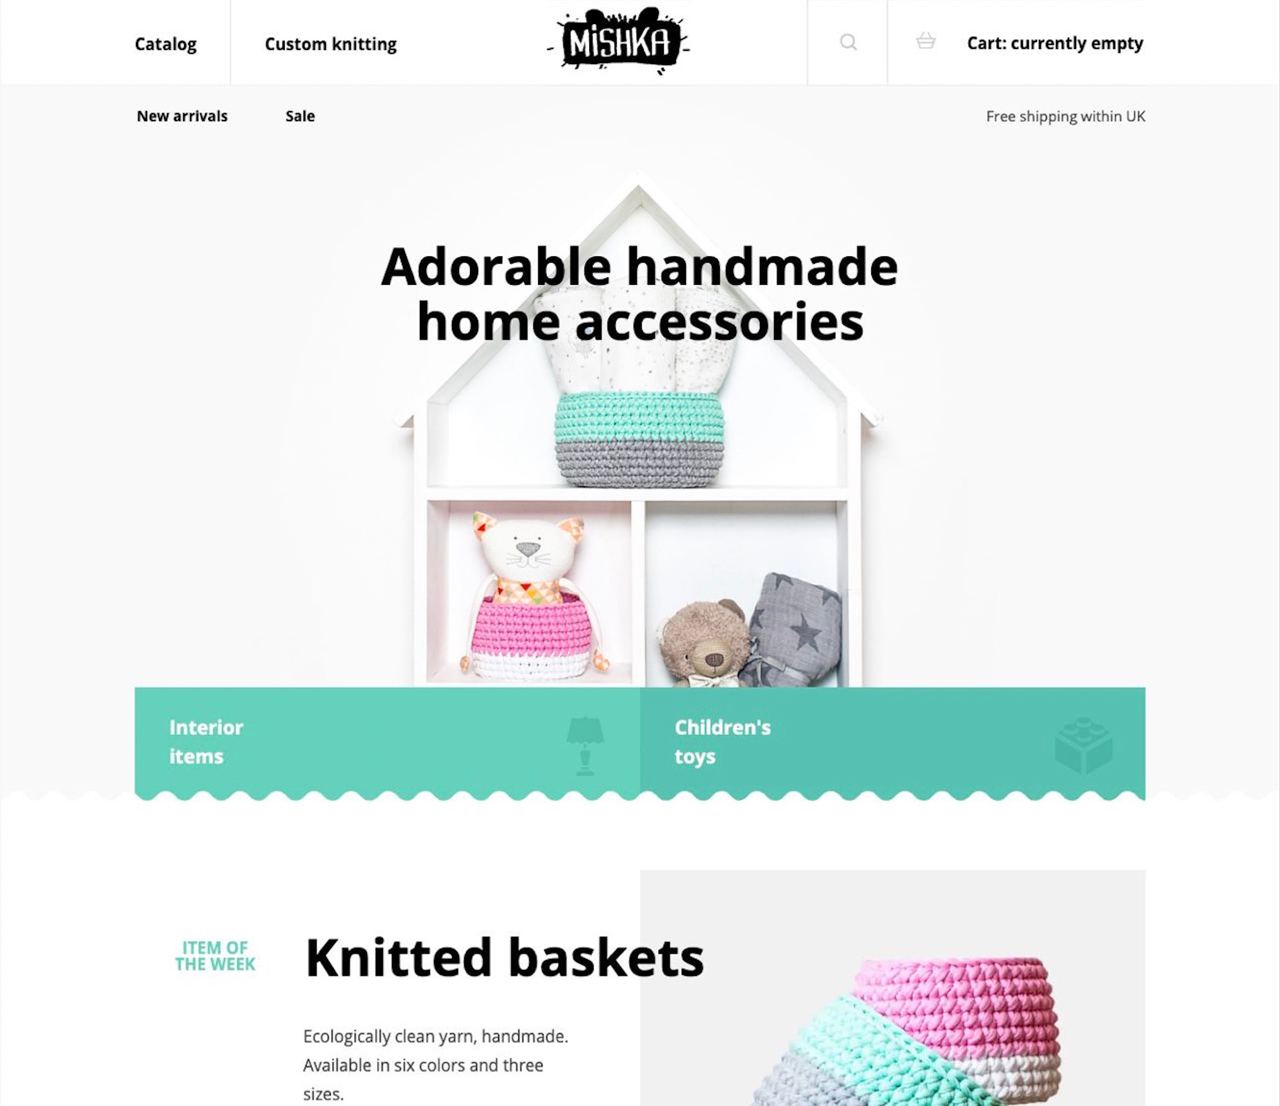 Catalog
Custom knitting
MiSHKA
Cart: currently empty
New arrivals
Sale
Free shipping within UK
Adorable handmade
home accessories
Interior
items
Children's
toys
ITEM OF
THE WEEK
Knitted baskets
Ecologically clean yarn, handmade.
Available in six colors and three
sizes.